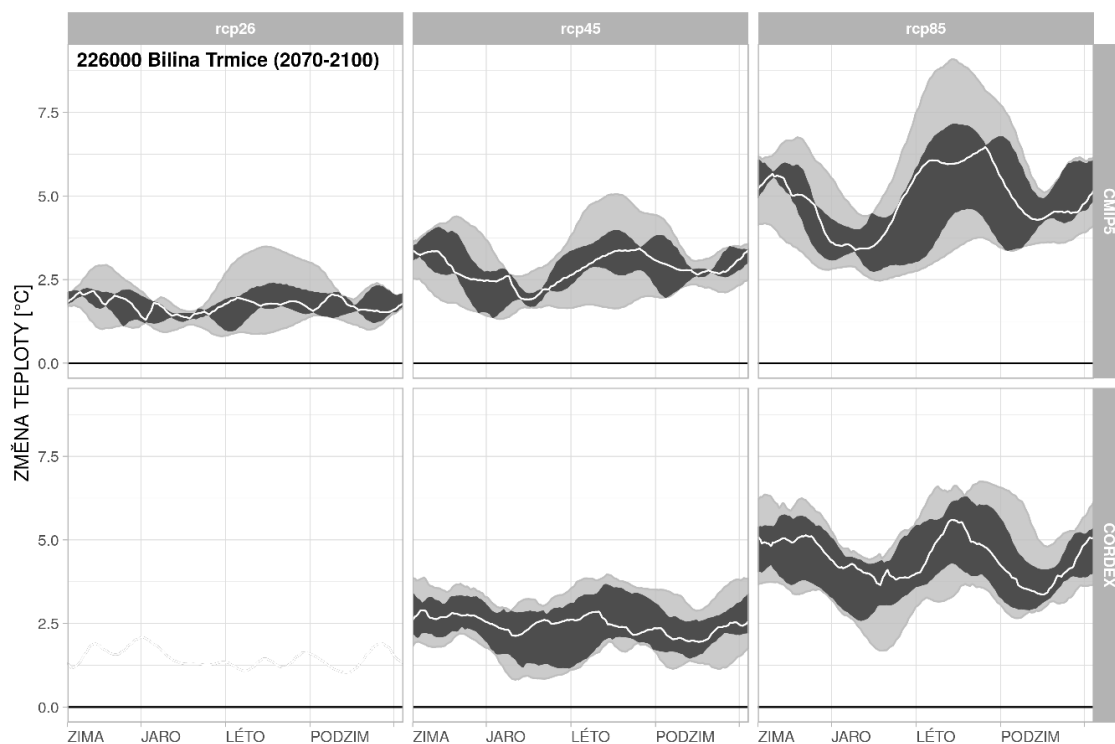 rcp26 rcp45 rcp85
226000 Bilina Trmice (2070-2100)
ZMĚNA TEPLOTY [°C]
7.5
5.0
2.5
0.0
CMIP5
7.5
5.0
2.5
0.0
CORDEX
ZIMA JARO LÉTO PODZIM ZIMA JARO LÉTO PODZIM ZIMA JARO LÉTO PODZIM